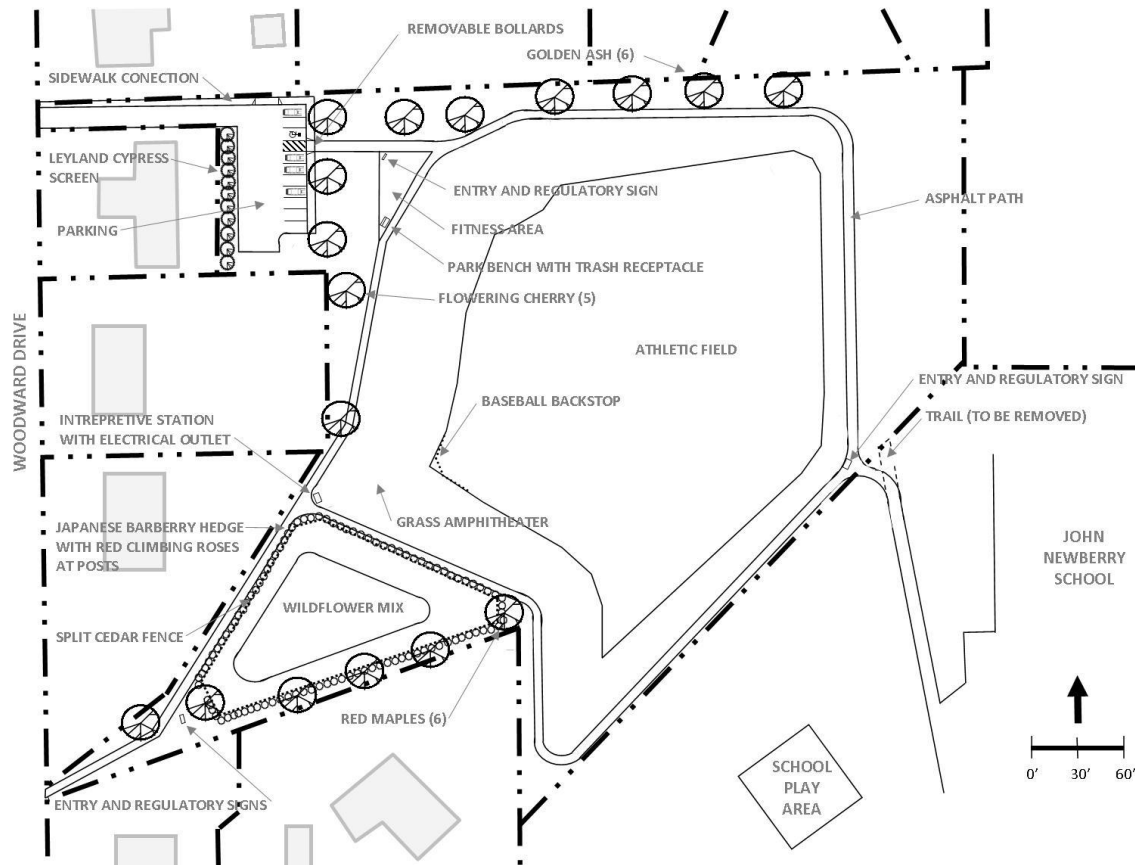 REMOVABLE BOLLARDS
GOLDEN ASH (6)
SIDEWALK CONECTION
LEYLAND CYPRESS
SCREEN
ENTRY AND REGULATORY SIGN
ASPHALT PATH
PARKING
FITNESS AREA
PARK BENCH WITH TRASH RECEPTACLE
FLOWERING CHERRY (5)
WOODWARD DRIVE
ATHLETIC FIELD
ENTRY AND REGULATORY SIGN
BASEBALL BACKSTOP
TRAIL (TO BE REMOVED)
INTREPRETIVE STATION
WITH ELECTRICAL OUTLET
JAPANESE BARBERRY HEDGE
WITH RED CLIMBING ROSES
AT POSTS
GRASS AMPHITHEATER
JOHN
NEWBERRY
SCHOOL
WILDFLOWER MIX
SPLIT CEDAR FENCE
RED MAPLES (6)
SCHOOL
PLAY
AREA
0' 30' 60'
ENTRY AND REGULATORY SIGNS